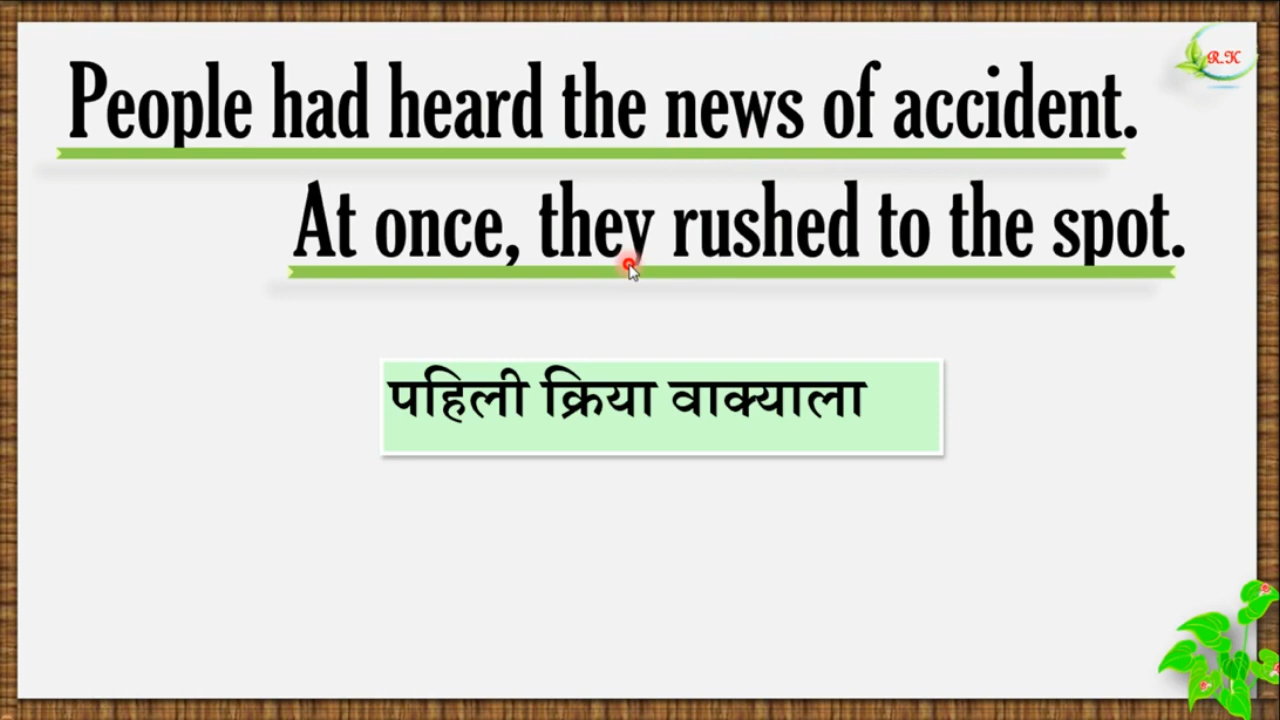 People had heard the news of accident.
R.K
At once, they rushed to the spot.
पहिली क्रिया वाक्याला